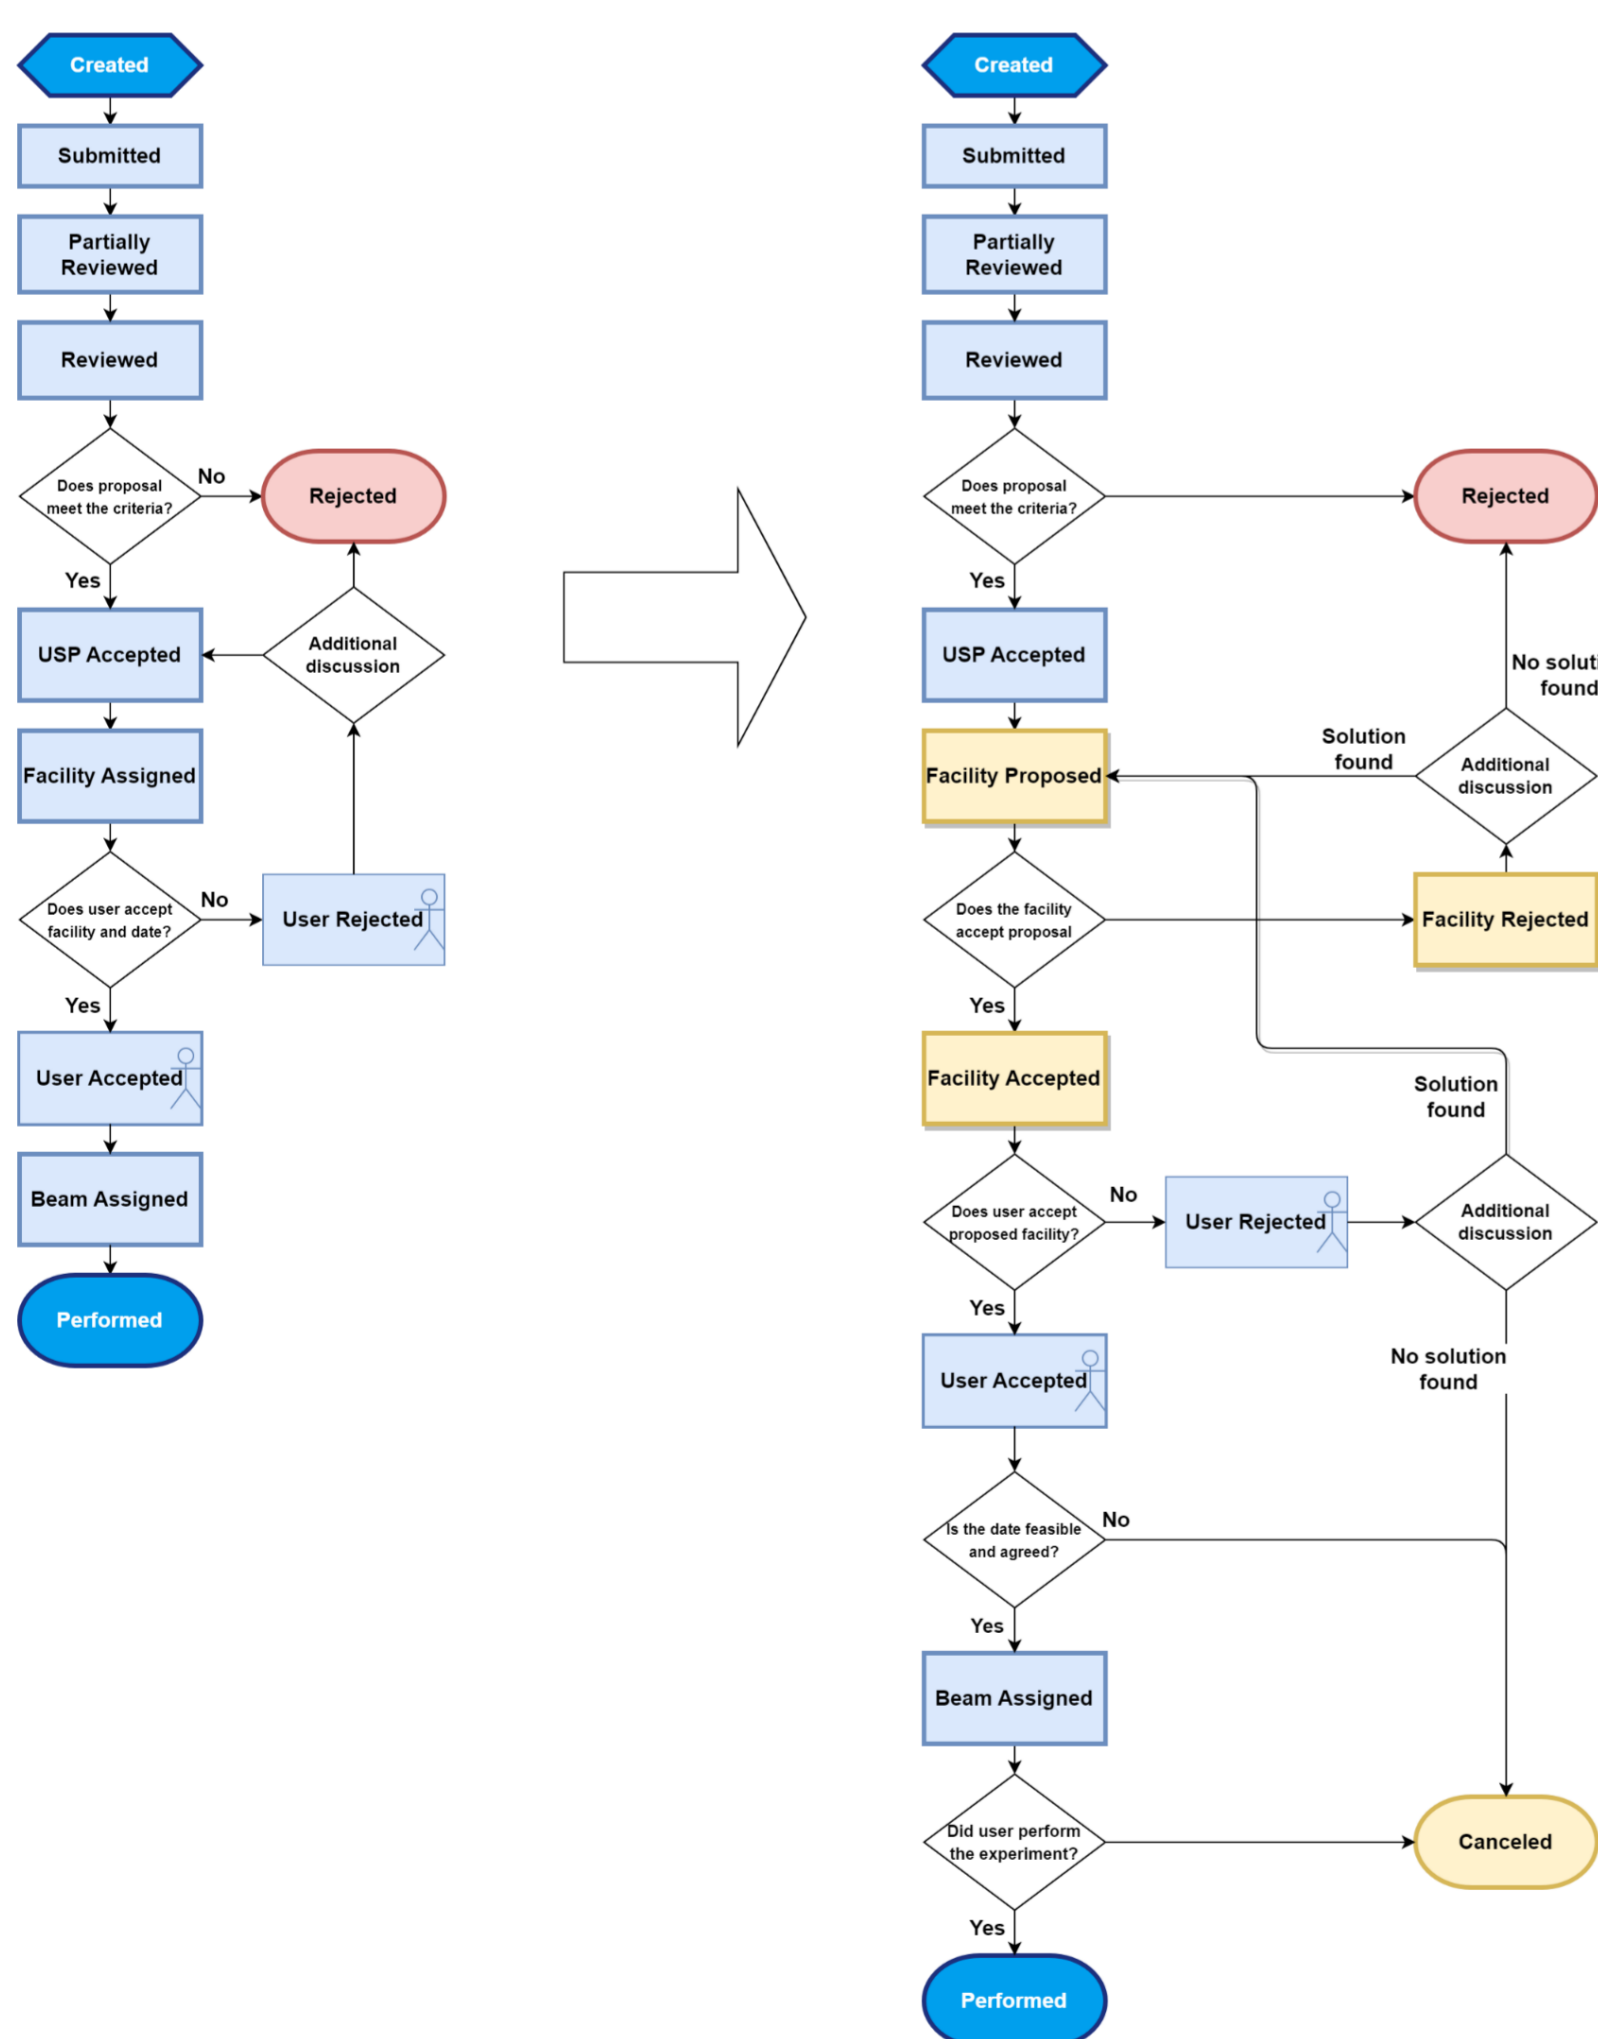 Created
Submitted
Partially
Reviewed
Reviewed
Does proposal
meet the criteria?
No
Rejected
Yes
USP Accepted
Additional
discussion
Facility Assigned
Does user accept
facility and date?
No
User Rejected
Yes
User Accepted
Beam Assigned
Performed
Created
Submitted
Partially
Reviewed
Reviewed
Does proposal
meet the criteria?
Rejected
Yes
USP Accepted
No
found
Facility Proposed
Solution
found
Additional
discussion
Does the facility
accept proposal
Facility Rejected
Yes
Facility Accepted
Solution
found
Does user accept
proposed facility?
No
User Rejected
Additional
discussion
Yes
User Accepted
No solution
found
Is the date feasible
and agreed?
No
Yes
Beam Assigned
Did user perform
the experiment?
Canceled
Yes
Performed